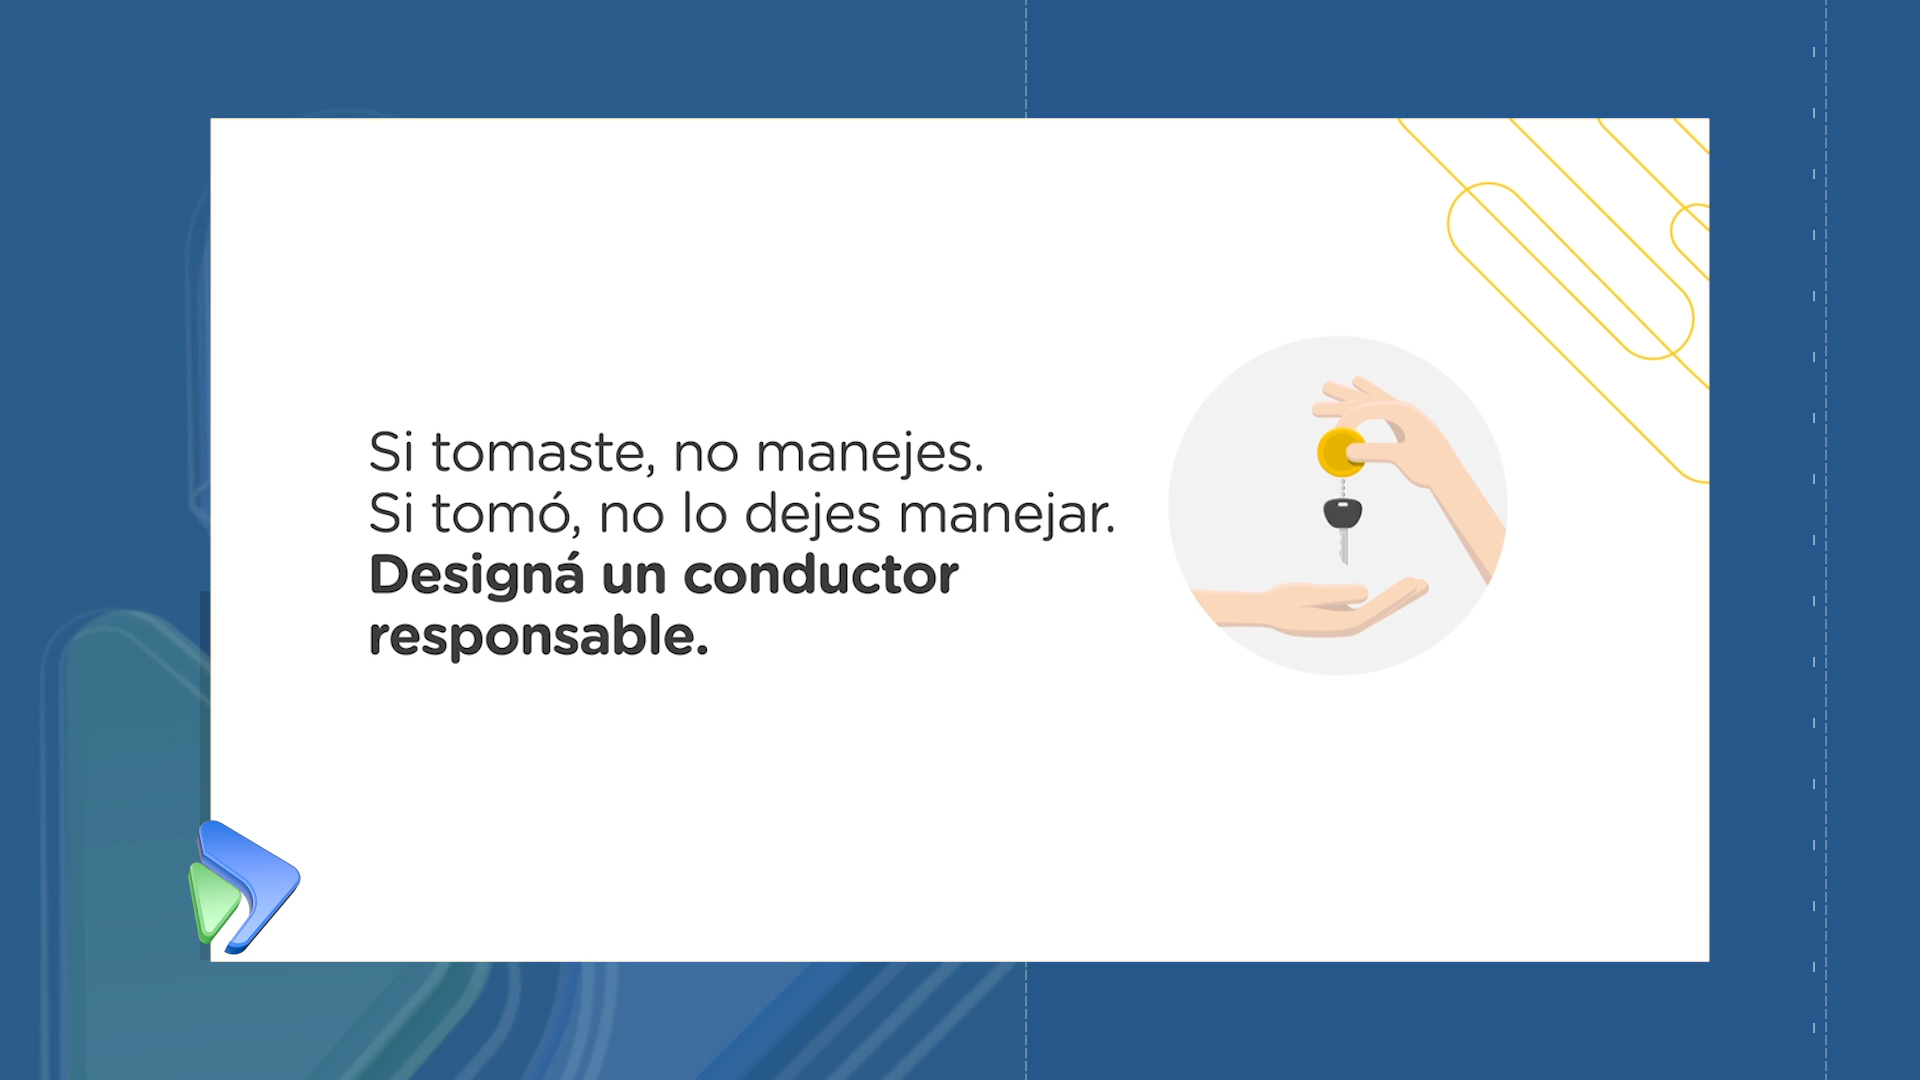 Si tomaste, no manejes.
Si tomó, no lo dejes manejar.
Designá un conductor
responsable.